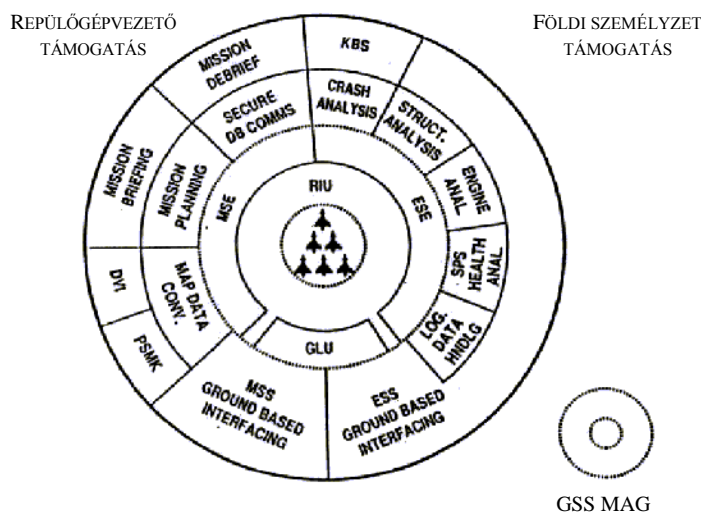 REPÜLŐGÉPVEZETŐ
TÁMOGATÁS
FÖLDI SZEMÉLYZET
TÁMOGATÁS
MISSION
DEBRIEF
KBS
SECURE
DB COMMS
CRASH
ANALYSIS
STRUCT.
ANALYSIS
MISSION
BRIEFING
MISSION
PLANNING
ENGINE
ANAL.
MSE
RIU
ESE
SPS
HEALTH
ANAL.
DVI
MAP DATA
CONV.
LOG.
DATA
HNDLG
PSMK
GLU
MSS
GROUND BASED
INTERFACING
ESS
GROUND BASED
INTERFACING
GSS MAG